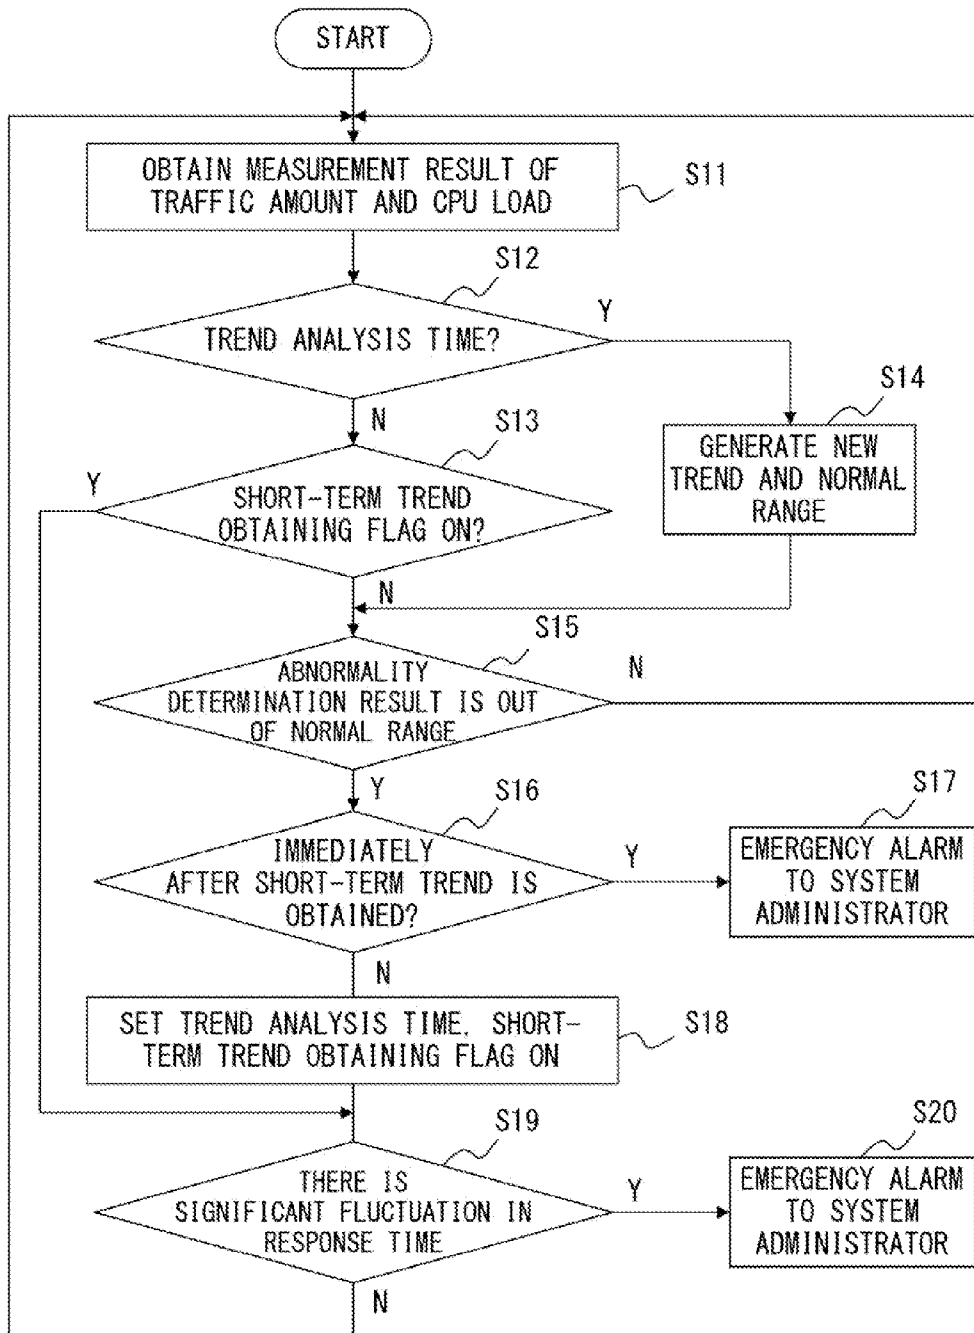 START
OBTAIN MEASUREMENT RESULT OF
TRAFFIC AMOUNT AND CPU LOAD
S11
S12
TREND ANALYSIS TIME?
Y
N
S14
GENERATE NEW
TREND AND NORMAL
RANGE
S13
Y
SHORT-TERM TREND
OBTAINING FLAG ON?
N
S15
ABNORMALITY
DETERMINATION RESULT IS OUT
OF NORMAL RANGE
N
Y
S16
IMMEDIATELY
AFTER SHORT-TERM TREND IS
OBTAINED?
Y
S17
EMERGENCY ALARM
TO SYSTEM
ADMINISTRATOR
N
SET TREND ANALYSIS TIME, SHORT-
TERM TREND OBTAINING FLAG ON
S18
S19
THERE IS
SIGNIFICANT FLUCTUATION IN
RESPONSE TIME
Y
S20
EMERGENCY ALARM
TO SYSTEM
ADMINISTRATOR
N